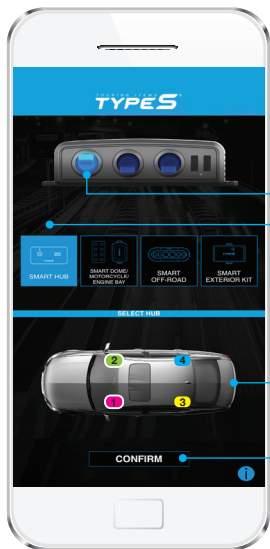 TOURING ITEMS
TYPE S
SMART HUB
SMART DOME/
MOTORCYCLE/
ENGINE BAY
SMART
OFF-ROAD
SMART
EXTERIOR KIT
SELECT HUB
2
4
1
3
CONFIRM
i